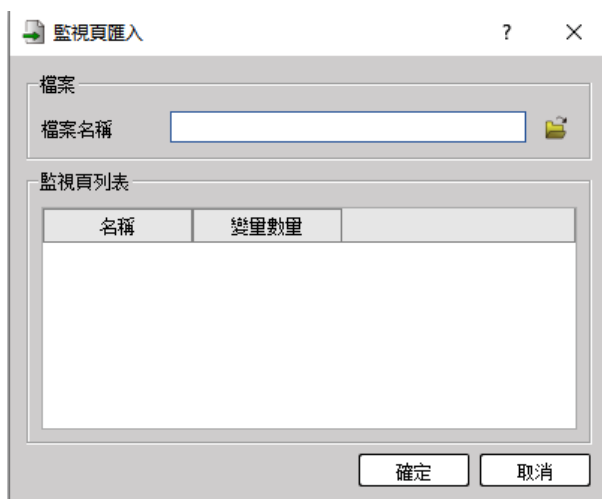 監視頁匯入
檔案
檔案名稱
監視頁列表
名稱 變量數量
確定 取消